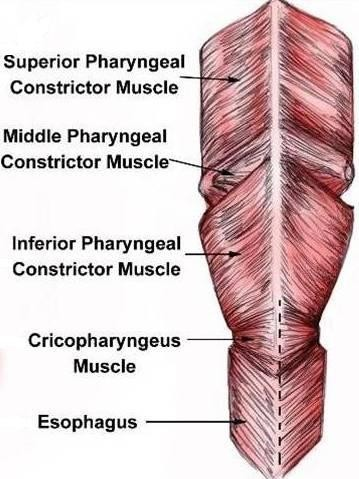 Superior Pharyngeal
Constrictor Muscle
Middle Pharyngeal
Constrictor Muscle
Inferior Pharyngeal
Constrictor Muscle
Cricopharyngeus
Muscle
Esophagus